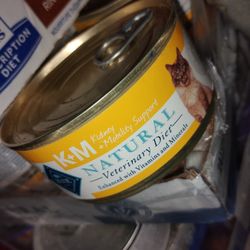 RIPTION
DIET
K+M Kidney
+ Mobility Support
NATURAL
Veterinary Diet
Enhanced with Vitamins and Minerals